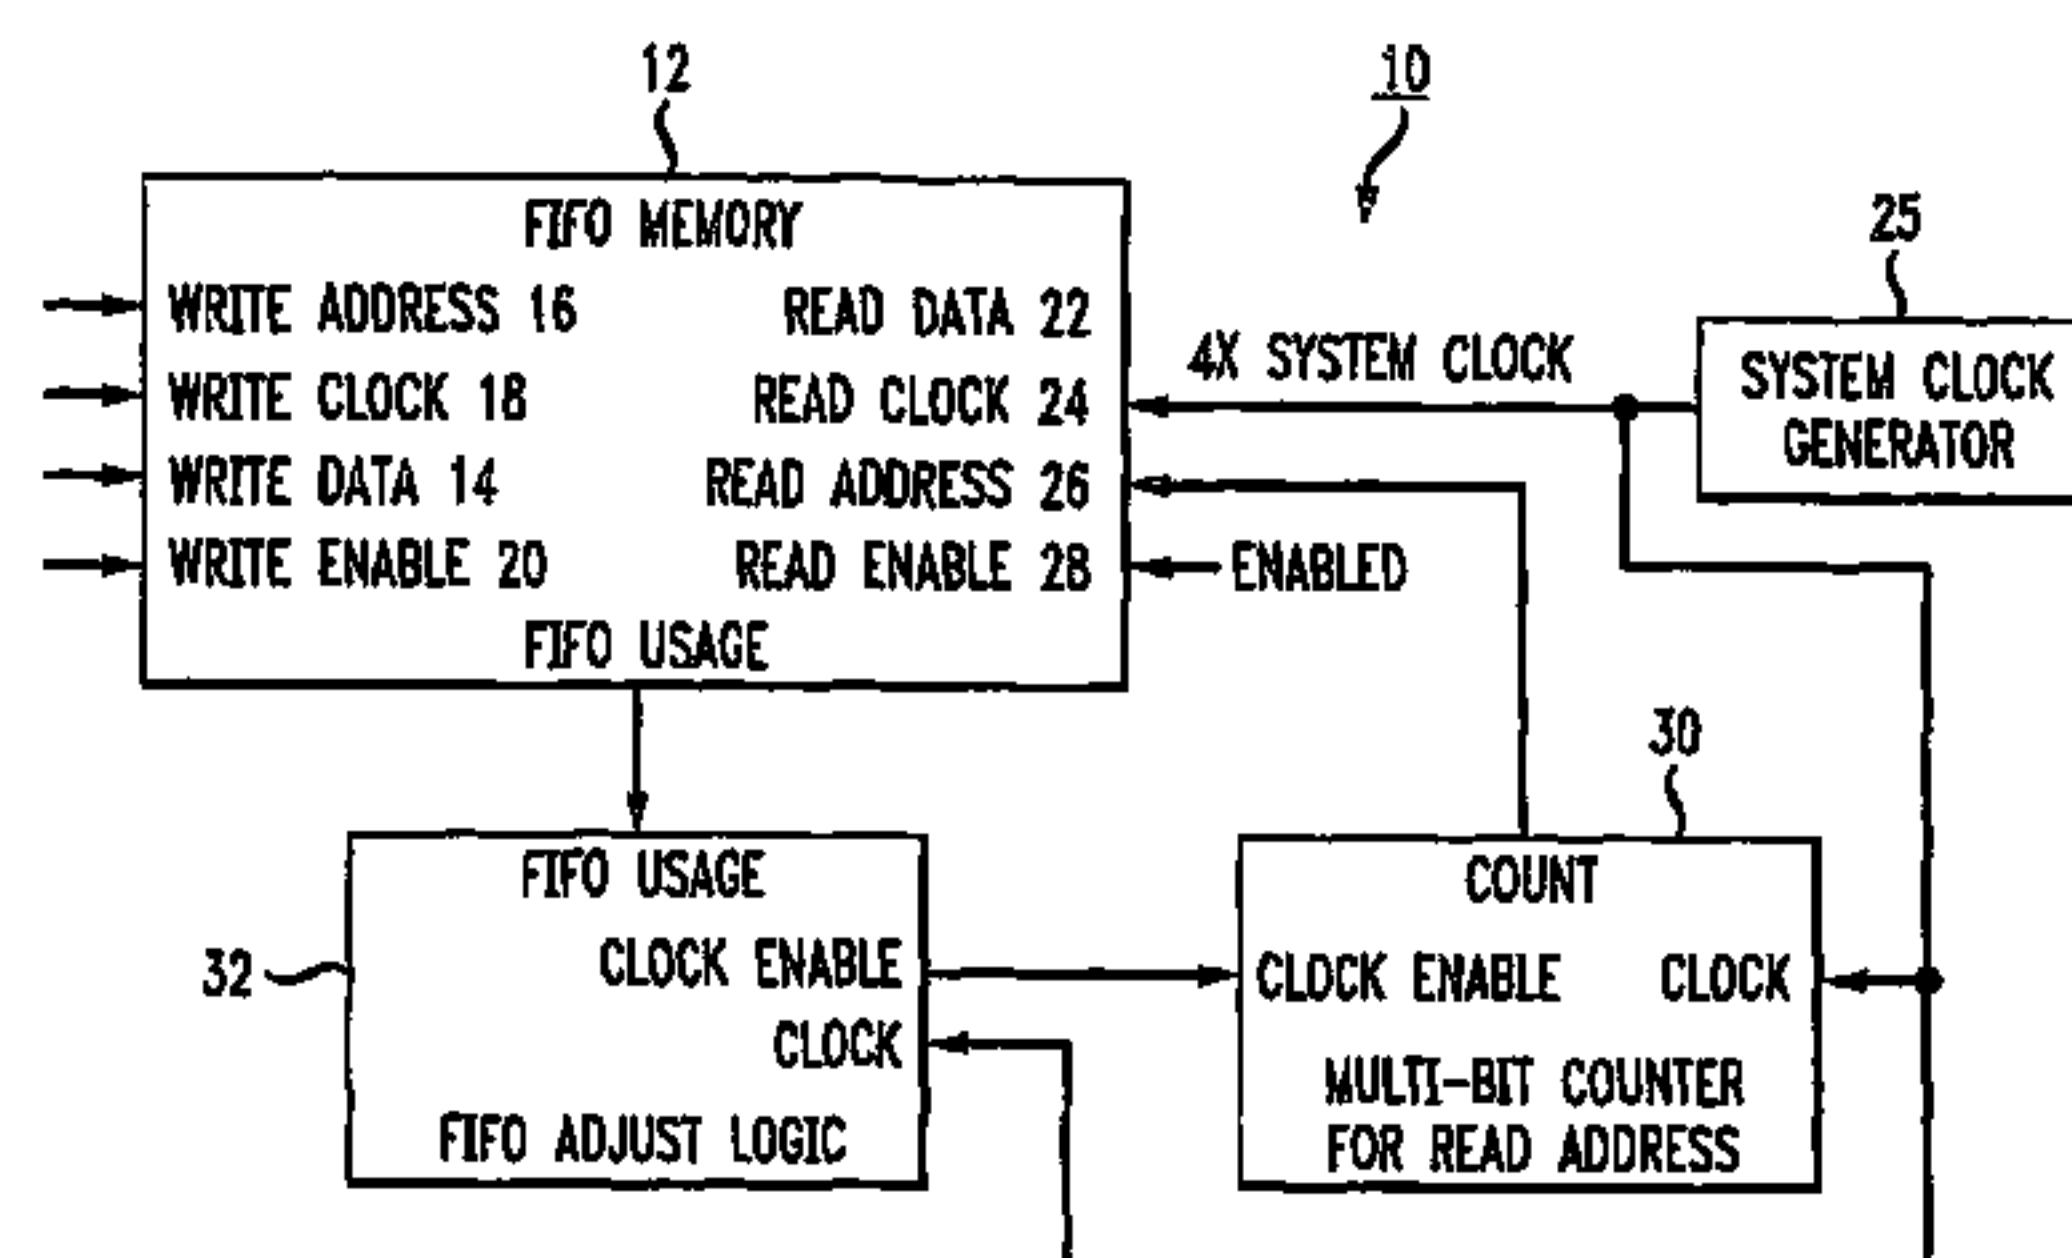 12
10
FIFO MEMORY
25
WRITE ADDRESS 16
READ DATA 22
4X SYSTEM CLOCK
SYSTEM CLOCK
GENERATOR
WRITE CLOCK 18
READ CLOCK 24
WRITE DATA 14
READ ADDRESS 26
WRITE ENABLE 20
READ ENABLE 28
ENABLED
FIFO USAGE
30
FIFO USAGE
COUNT
32
CLOCK ENABLE
CLOCK ENABLE
CLOCK
CLOCK
MULTI-BIT COUNTER
FOR READ ADDRESS
FIFO ADJUST LOGIC